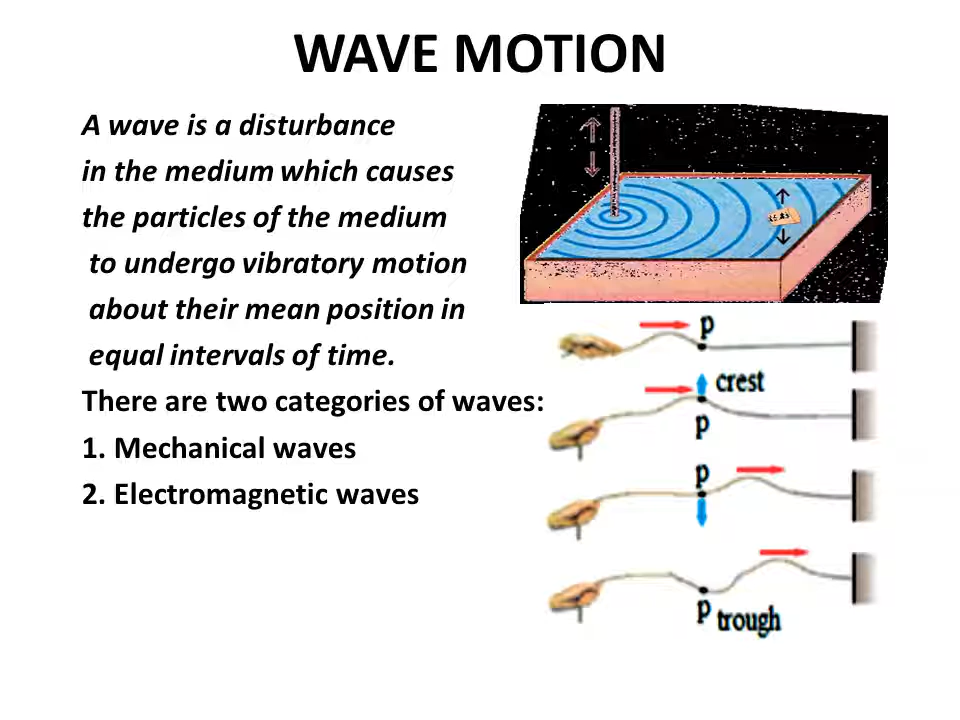 WAVE MOTION
A wave is a disturbance
in the medium which causes
the particles of the medium
to undergo vibratory motion
about their mean position in
equal intervals of time.
There are two categories of waves:
1. Mechanical waves
2. Electromagnetic waves
p
crest
p
p
p
trough